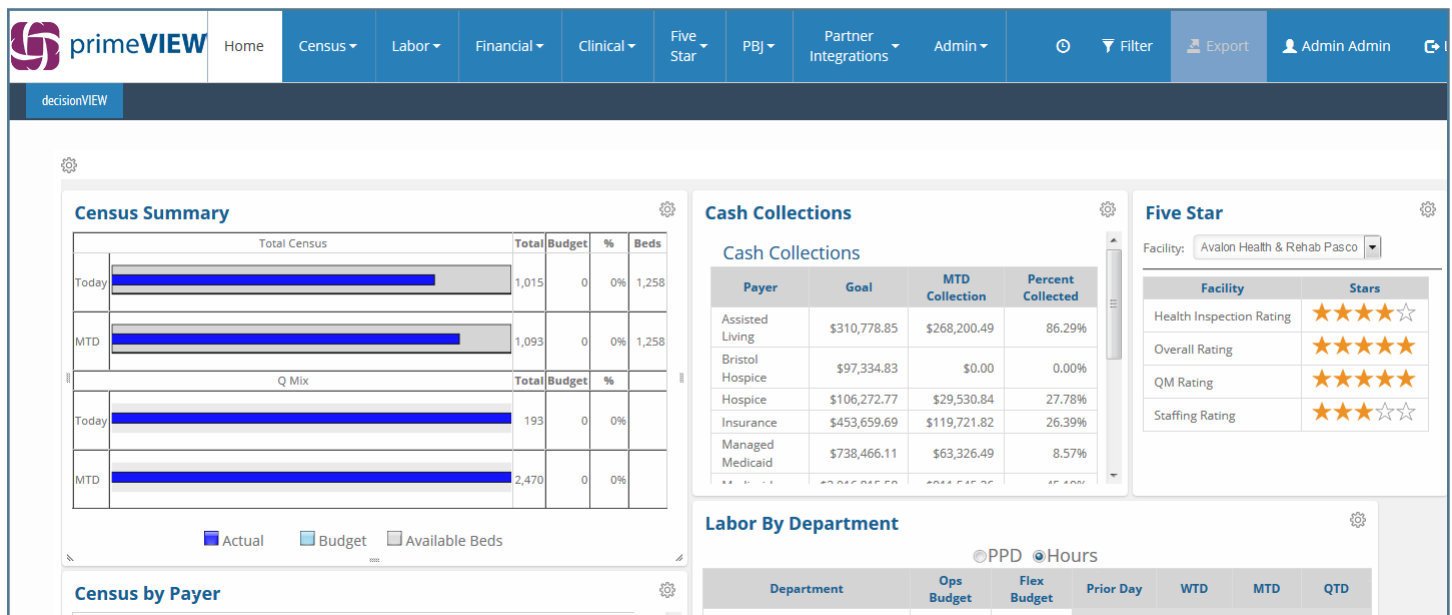 primeVIEW
Home
Census
Labor
Financial
Clinical
Five
Star
PBJ
Partner
Integrations
Admin
Filter
Export
Admin Admin
decisionVIEW
Census Summary
Total Census Total Budget % Beds
Today 1,015 0 0% 1,258
MTD 1,093 0 0% 1,258
Q Mix Total Budget %
Today 193 0 0%
MTD 2,470 0 0%
Actual Budget Available Beds
Census by Payer
Cash Collections
Cash Collections
Payer Goal MTD Collection Percent Collected
Assisted
Living $310,778.85 $268,200.49 86.29%
Bristol
Hospice $97,334.83 $0.00 0.00%
Hospice $106,272.77 $29,530.84 27.78%
Insurance $453,659.69 $119,721.82 26.39%
Managed
Medicaid $738,466.11 $63,326.49 8.57%
Five Star
Facility: Avalon Health & Rehab Pasco
Facility Stars
Health Inspection Rating
Overall Rating
QM Rating
Staffing Rating
Labor By Department
PPD Hours
Department Ops Budget Flex Budget Prior Day WTD MTD QTD